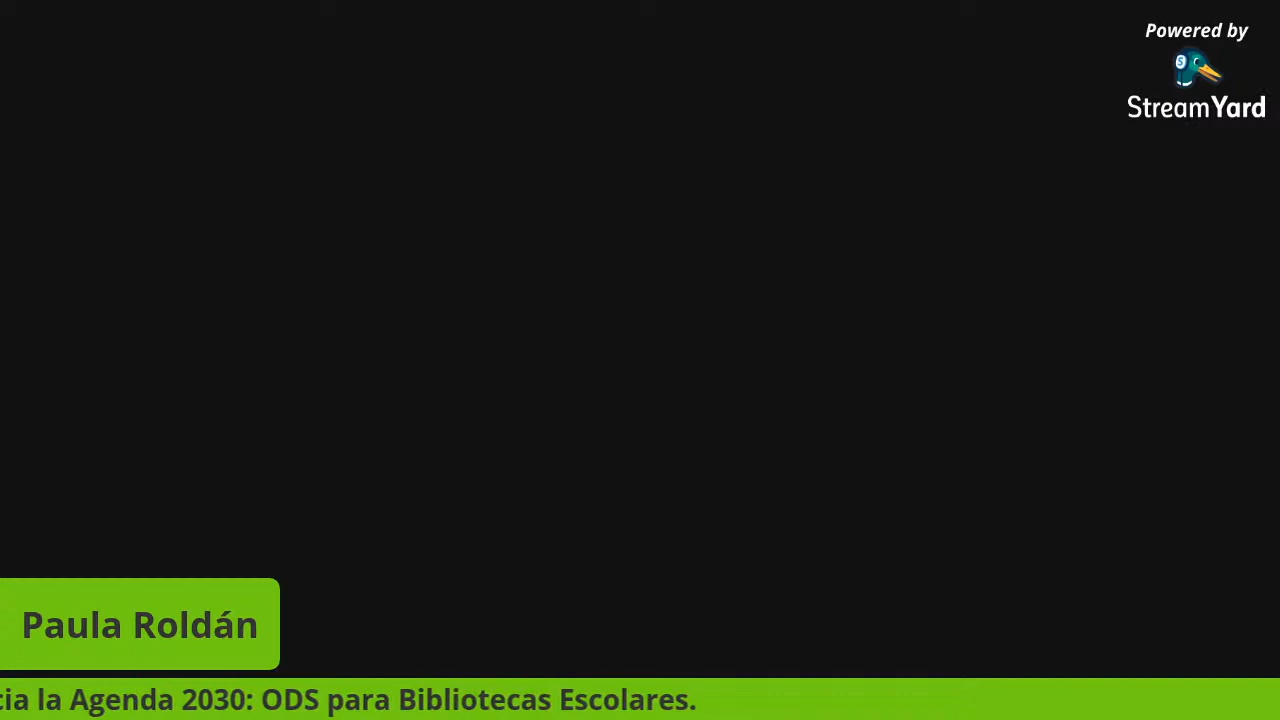 Powered by
S
StreamYard
Paula Roldán
cia la Agenda 2030: ODS para Bibliotecas Escolares.